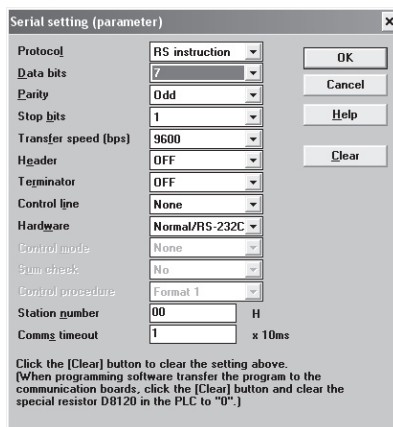 Serial setting (parameter)
Protocol RS instruction OK
Data bits 7 Cancel
Parity Odd
Stop bits 1 Help
Transfer speed (bps) 9600
Header OFF Clear
Terminator OFF
Control line None
Hardware Normal/RS-232C
Control mode None
Sum check No
Control procedure Format 1
Station number 00 H
Comms timeout 1 x 10ms
Click the [Clear] button to clear the setting above.
(When programming software transfer the program to the
communication boards, click the [Clear] button and clear the
special resistor D8120 in the PLC to "0".)